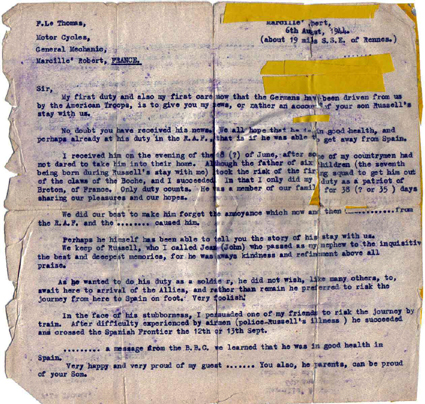 F.Le Thomas,
Motor Cycles,
General Mechanic,
Marcille' Robert, FRANCE.
Marcille' Robert,
6th August, 1944.
(about 19 mile S.S.E. of Rennes.)
Sir,
My first duty and also my first care now that the Germans have been driven from us
by the American Troops, is to give you my news, or rather an account of your son Russell's
stay with us.
No doubt you have received his news. We all hope that he is in good health, and
perhaps already at his duty in the R.A.F. that is if he was able get away from Spain.
I received him on the evening of the (?) of June, after some of my countrymen had
not dared to take him into their home. Although the father of children (the seventh
being born during Russell's stay with me) I took the risk of the firing squad to get him out
of the claws of the Boche, and I succeeded. In that I only did my duty as a patriot of
Breton, of France. Only duty counts. He was a member of our family for 38 (? or 35 ) days
sharing our pleasures and our hopes.
We did our best to make him forget the annoyance which now and then (...........from
the R.A.F. and the ........ caused him.
Perhaps he himself has been able to tell you the story of his stay with us.
We keep of Russell, who I called Jean (John) who passed as my nephew to the inquisitive
the best and deepest memories, for he was always kindness and refinement above all
praise.
As he wanted to do his duty as a soldier, he did not wish, like many others, to,
await here to arrival of the Allies, and rather than remain he preferred to risk the
journey from here to Spain on foot. Very foolish!
In the face of his stubborness, I persuaded one of my friends to risk the journey by
train. After difficulty experienced by airmen (police-Russell's illness ) he succeeded
and crossed the Spanish Frontier the 12th or 13th Sept.
......... a message from the B.B.C. we learned that he was in good health in
Spain.
Very happy and very proud of my guest ....... You also, he parents, can be proud
of your Son.